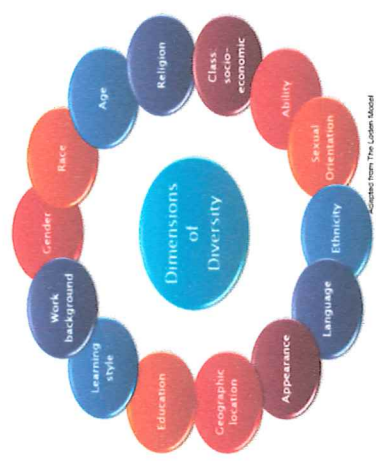 Gender
Race
Age
Religion
Class
socio-
economic
Ability
Sexual
Orientation
Ethnicity
Language
Appearance
Geographic
location
Education
Learning
style
Work
background
Dimensions
of
Diversity
Adapted from The Loden Model